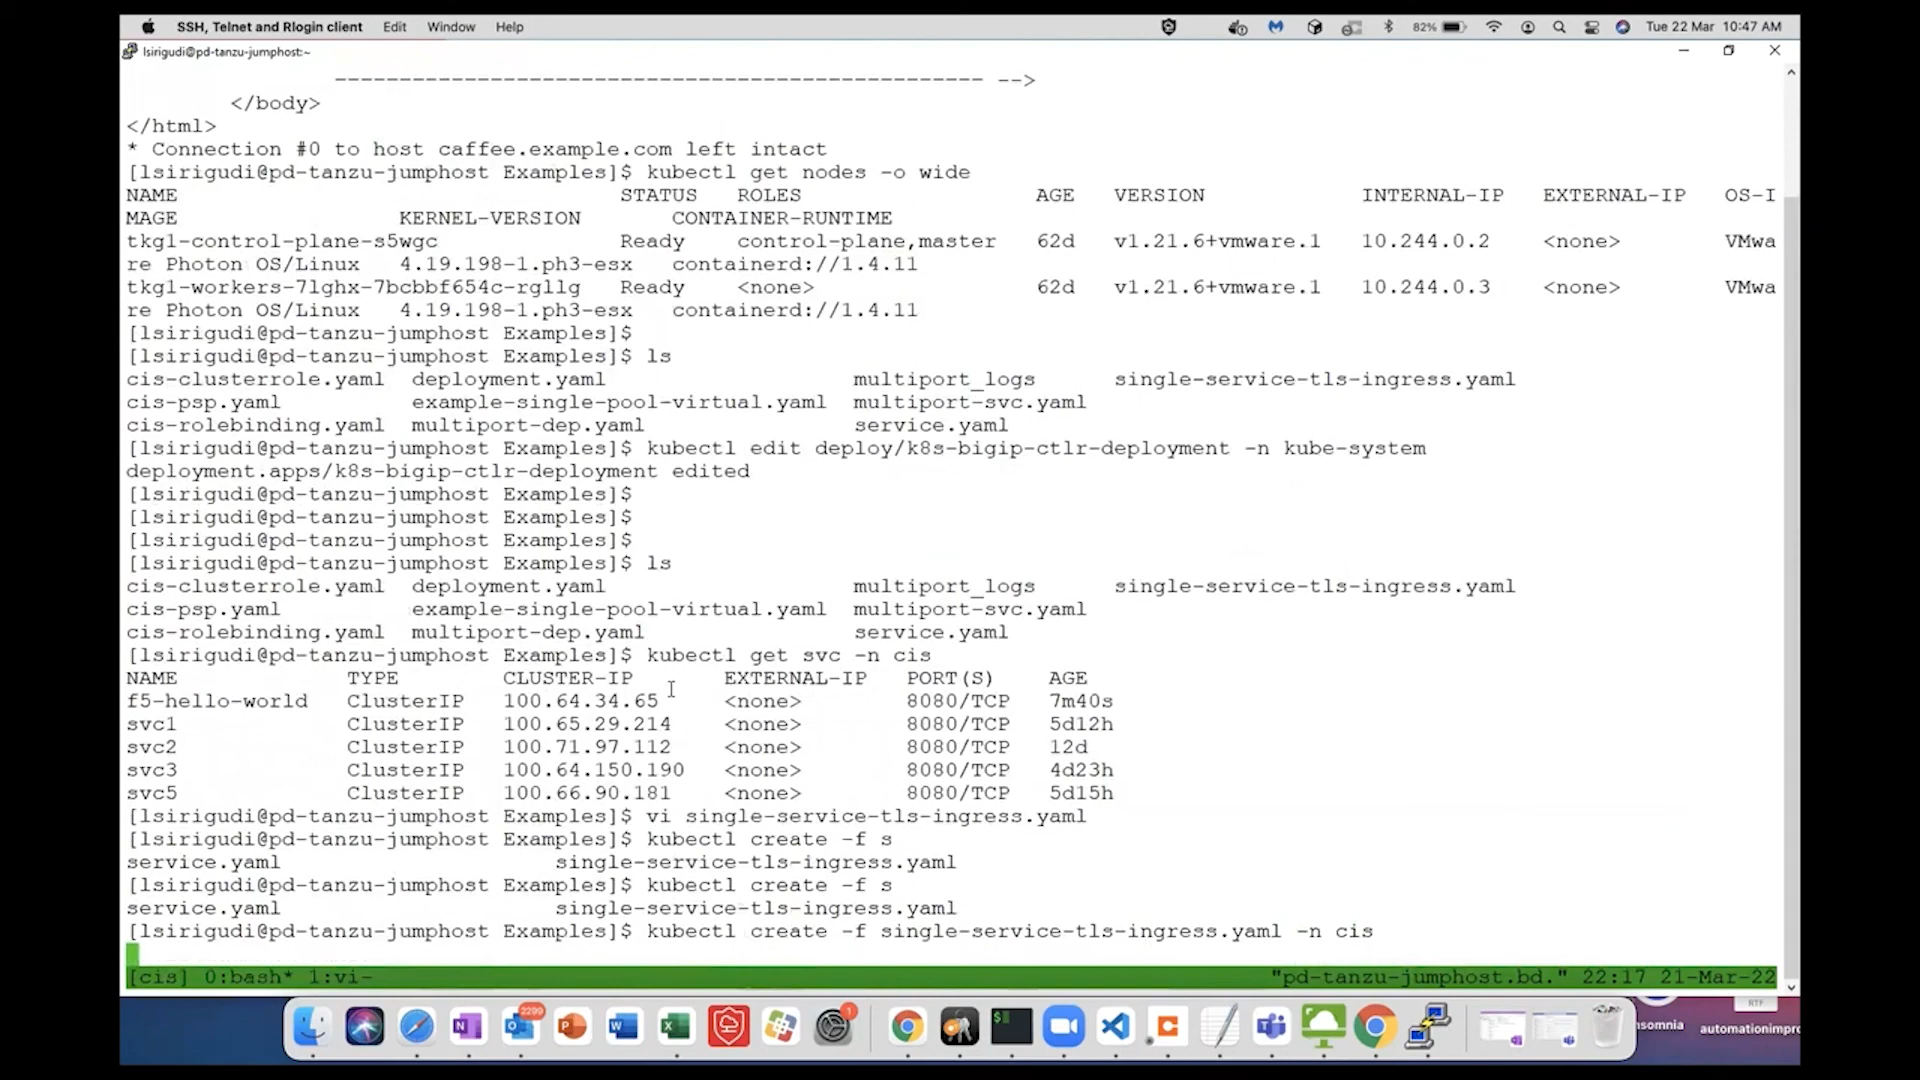 SSH, Telnet and Rlogin client Edit Window Help 82% Tue 22 Mar 10:47 AM
lsirigudi@pd-tanzu-jumphost:~
--------------------------------------------------- -->
</body>
</html>
* Connection #0 to host caffee.example.com left intact
[lsirigudi@pd-tanzu-jumphost Examples]$ kubectl get nodes -o wide
NAME STATUS ROLES AGE VERSION INTERNAL-IP EXTERNAL-IP OS-I
MAGE KERNEL-VERSION CONTAINER-RUNTIME
tkg1-control-plane-s5wgc Ready control-plane,master 62d v1.21.6+vmware.1 10.244.0.2 <none> VMwa
re Photon OS/Linux 4.19.198-1.ph3-esx containerd://1.4.11
tkg1-workers-7lghx-7bcbbf654c-rgllg Ready <none> 62d v1.21.6+vmware.1 10.244.0.3 <none> VMwa
re Photon OS/Linux 4.19.198-1.ph3-esx containerd://1.4.11
[lsirigudi@pd-tanzu-jumphost Examples]$
[lsirigudi@pd-tanzu-jumphost Examples]$ ls
cis-clusterrole.yaml deployment.yaml multiport_logs single-service-tls-ingress.yaml
cis-psp.yaml example-single-pool-virtual.yaml multiport-svc.yaml
cis-rolebinding.yaml multiport-dep.yaml service.yaml
[lsirigudi@pd-tanzu-jumphost Examples]$ kubectl edit deploy/k8s-bigip-ctlr-deployment -n kube-system
deployment.apps/k8s-bigip-ctlr-deployment edited
[lsirigudi@pd-tanzu-jumphost Examples]$
[lsirigudi@pd-tanzu-jumphost Examples]$
[lsirigudi@pd-tanzu-jumphost Examples]$
[lsirigudi@pd-tanzu-jumphost Examples]$ ls
cis-clusterrole.yaml deployment.yaml multiport_logs single-service-tls-ingress.yaml
cis-psp.yaml example-single-pool-virtual.yaml multiport-svc.yaml
cis-rolebinding.yaml multiport-dep.yaml service.yaml
[lsirigudi@pd-tanzu-jumphost Examples]$ kubectl get svc -n cis
NAME TYPE CLUSTER-IP EXTERNAL-IP PORT(S) AGE
f5-hello-world ClusterIP 100.64.34.65 <none> 8080/TCP 7m40s
svc1 ClusterIP 100.65.29.214 <none> 8080/TCP 5d12h
svc2 ClusterIP 100.71.97.112 <none> 8080/TCP 12d
svc3 ClusterIP 100.64.150.190 <none> 8080/TCP 4d23h
svc5 ClusterIP 100.66.90.181 <none> 8080/TCP 5d15h
[lsirigudi@pd-tanzu-jumphost Examples]$ vi single-service-tls-ingress.yaml
[lsirigudi@pd-tanzu-jumphost Examples]$ kubectl create -f s
service.yaml single-service-tls-ingress.yaml
[lsirigudi@pd-tanzu-jumphost Examples]$ kubectl create -f s
service.yaml single-service-tls-ingress.yaml
[lsirigudi@pd-tanzu-jumphost Examples]$ kubectl create -f single-service-tls-ingress.yaml -n cis
[cis] 0:bash* 1:vi- "pd-tanzu-jumphost.bd." 22:17 21-Mar-22
2299
1
RTF
nsomnia automationimpro